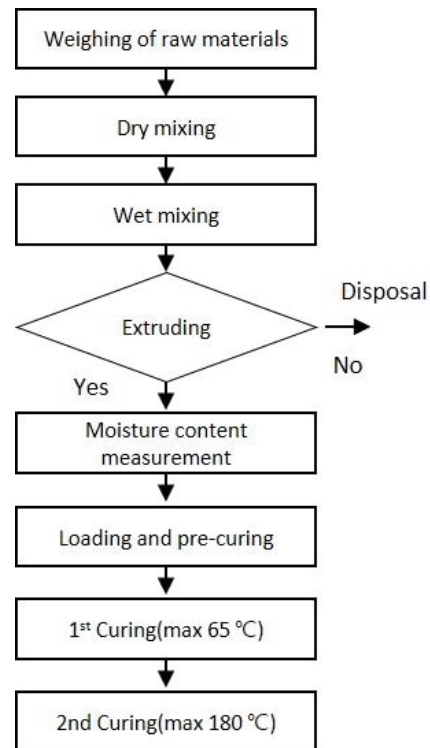 Weighing of raw materials
Dry mixing
Wet mixing
Disposal
Extruding
No
Yes
Moisture content
measurement
Loading and pre-curing
1st Curing(max 65 ℃)
2nd Curing(max 180 ℃)